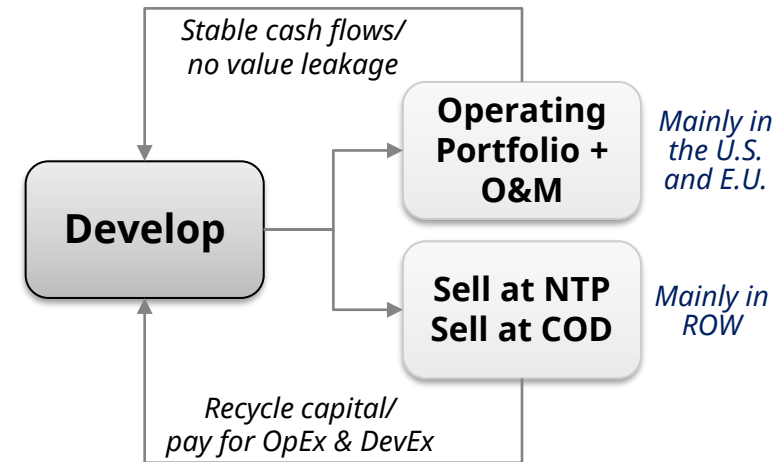 Stable cash flows/
no value leakage
Operating
Portfolio +
O&M
Mainly in
the U.S.
and E.U.
Develop
Sell at NTP
Sell at COD
Mainly in
ROW
Recycle capital/
pay for OpEx & DevEx